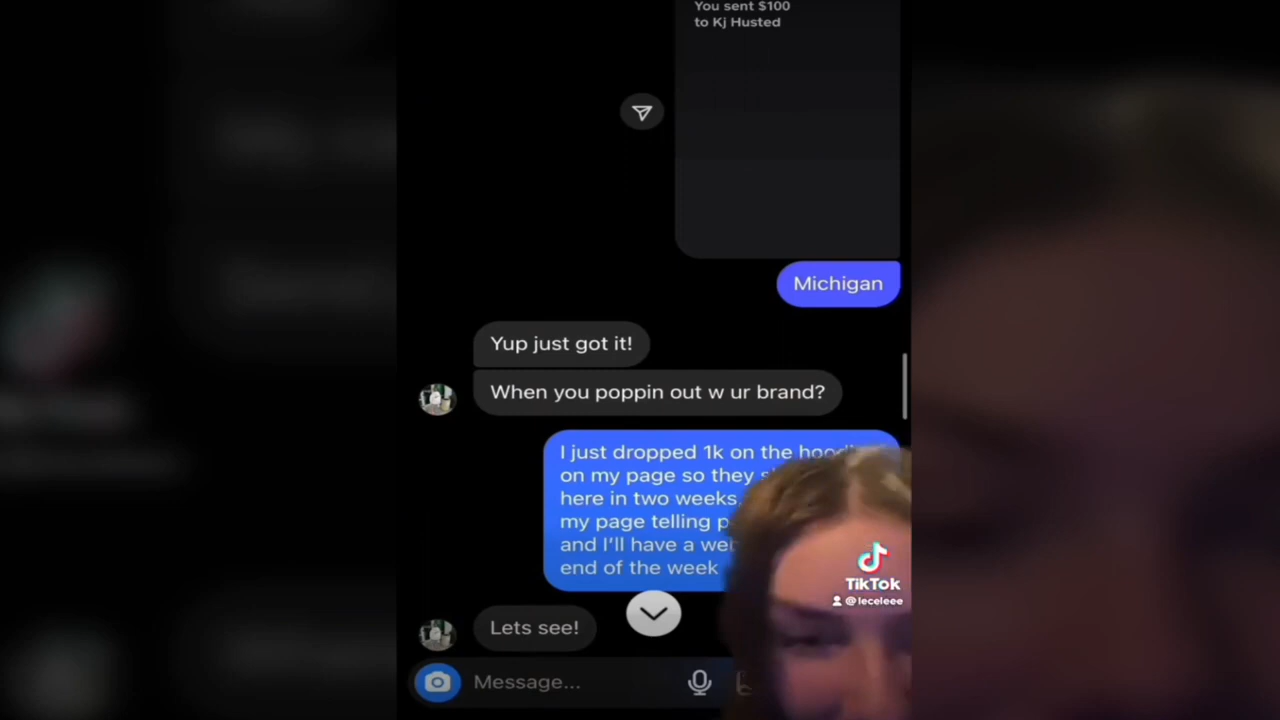 You sent $100
to Kj Husted
Michigan
Yup just got it!
When you poppin out w ur brand?
I just dropped 1k on the
on my page so they
here in two weeks.
my page telling
and I'll have a
end of the week
Lets see!
Message...
TikTok
@leceleee